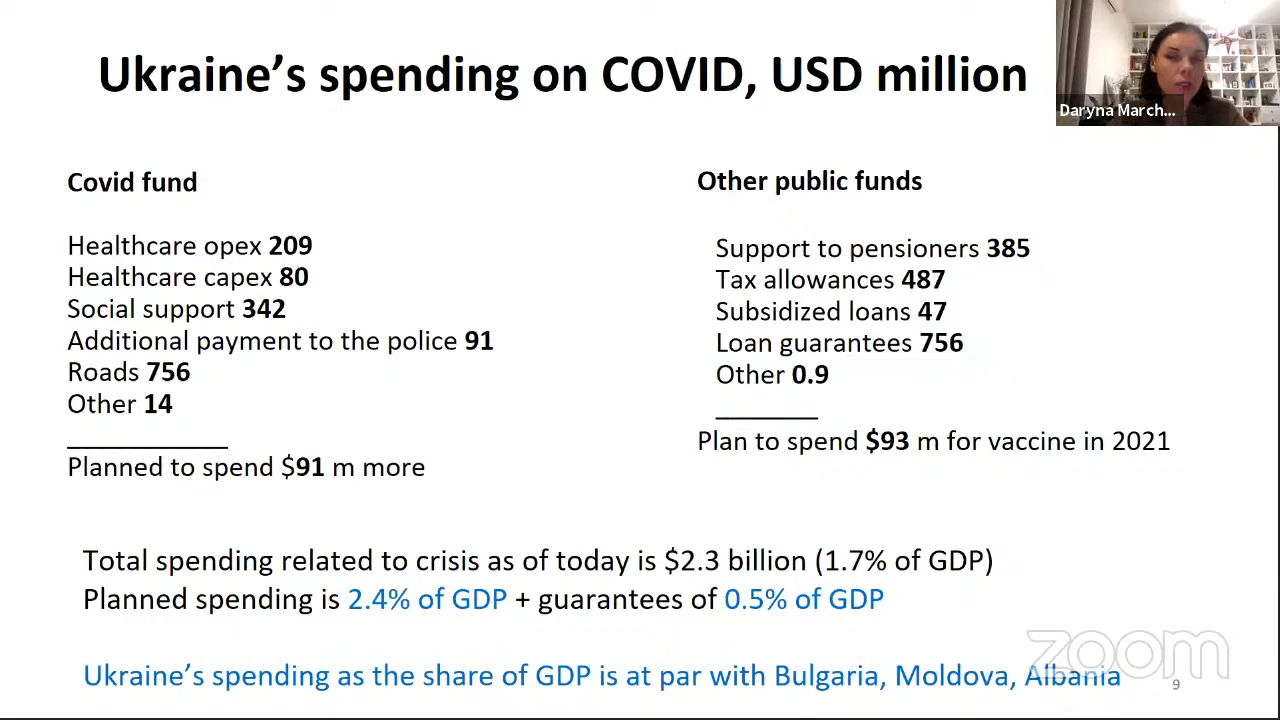 Ukraine's spending on COVID, USD million
Daryna March...
Covid fund
Healthcare opex 209
Healthcare capex 80
Social support 342
Additional payment to the police 91
Roads 756
Other 14
Planned to spend $91 m more
Other public funds
Support to pensioners 385
Tax allowances 487
Subsidized loans 47
Loan guarantees 756
Other 0.9
Plan to spend $93 m for vaccine in 2021
Total spending related to crisis as of today is $2.3 billion (1.7% of GDP)
Planned spending is 2.4% of GDP + guarantees of 0.5% of GDP
Ukraine's spending as the share of GDP is at par with Bulgaria, Moldova, Albania
zoom
9